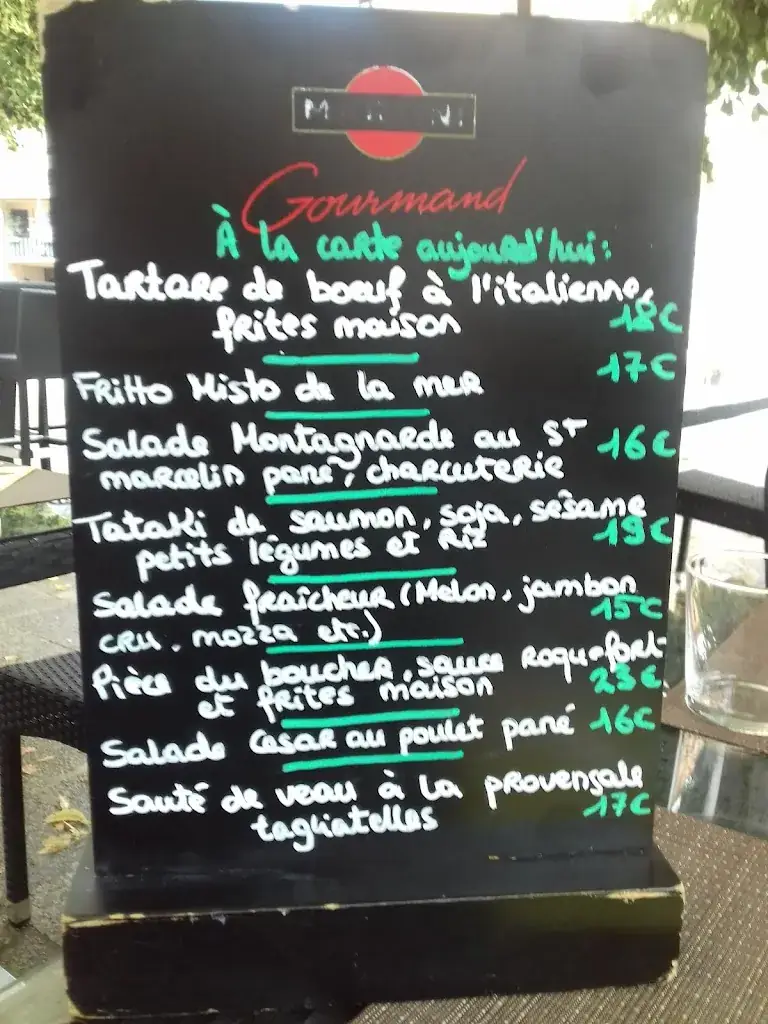 MARTINI
Gourmand
À la carte aujourd'hui:
Tartare de bœuf à l'italienne,
frites maison 18€
Fritto Misto de la mer 17€
Salade Montagnarde au St 16€
marcelin pané, charcuterie
Tataki de saumon, soja, sésame
petits légumes et riz 19€
Salade fraîcheur (Melon, jambon
cru, mozza etc.) 15€
Pièce du boucher, sauce roquefort
et frites maison 23€
Salade Cesar au poulet pané 16€
Sauté de veau à la provençale
tagliatelles 17€